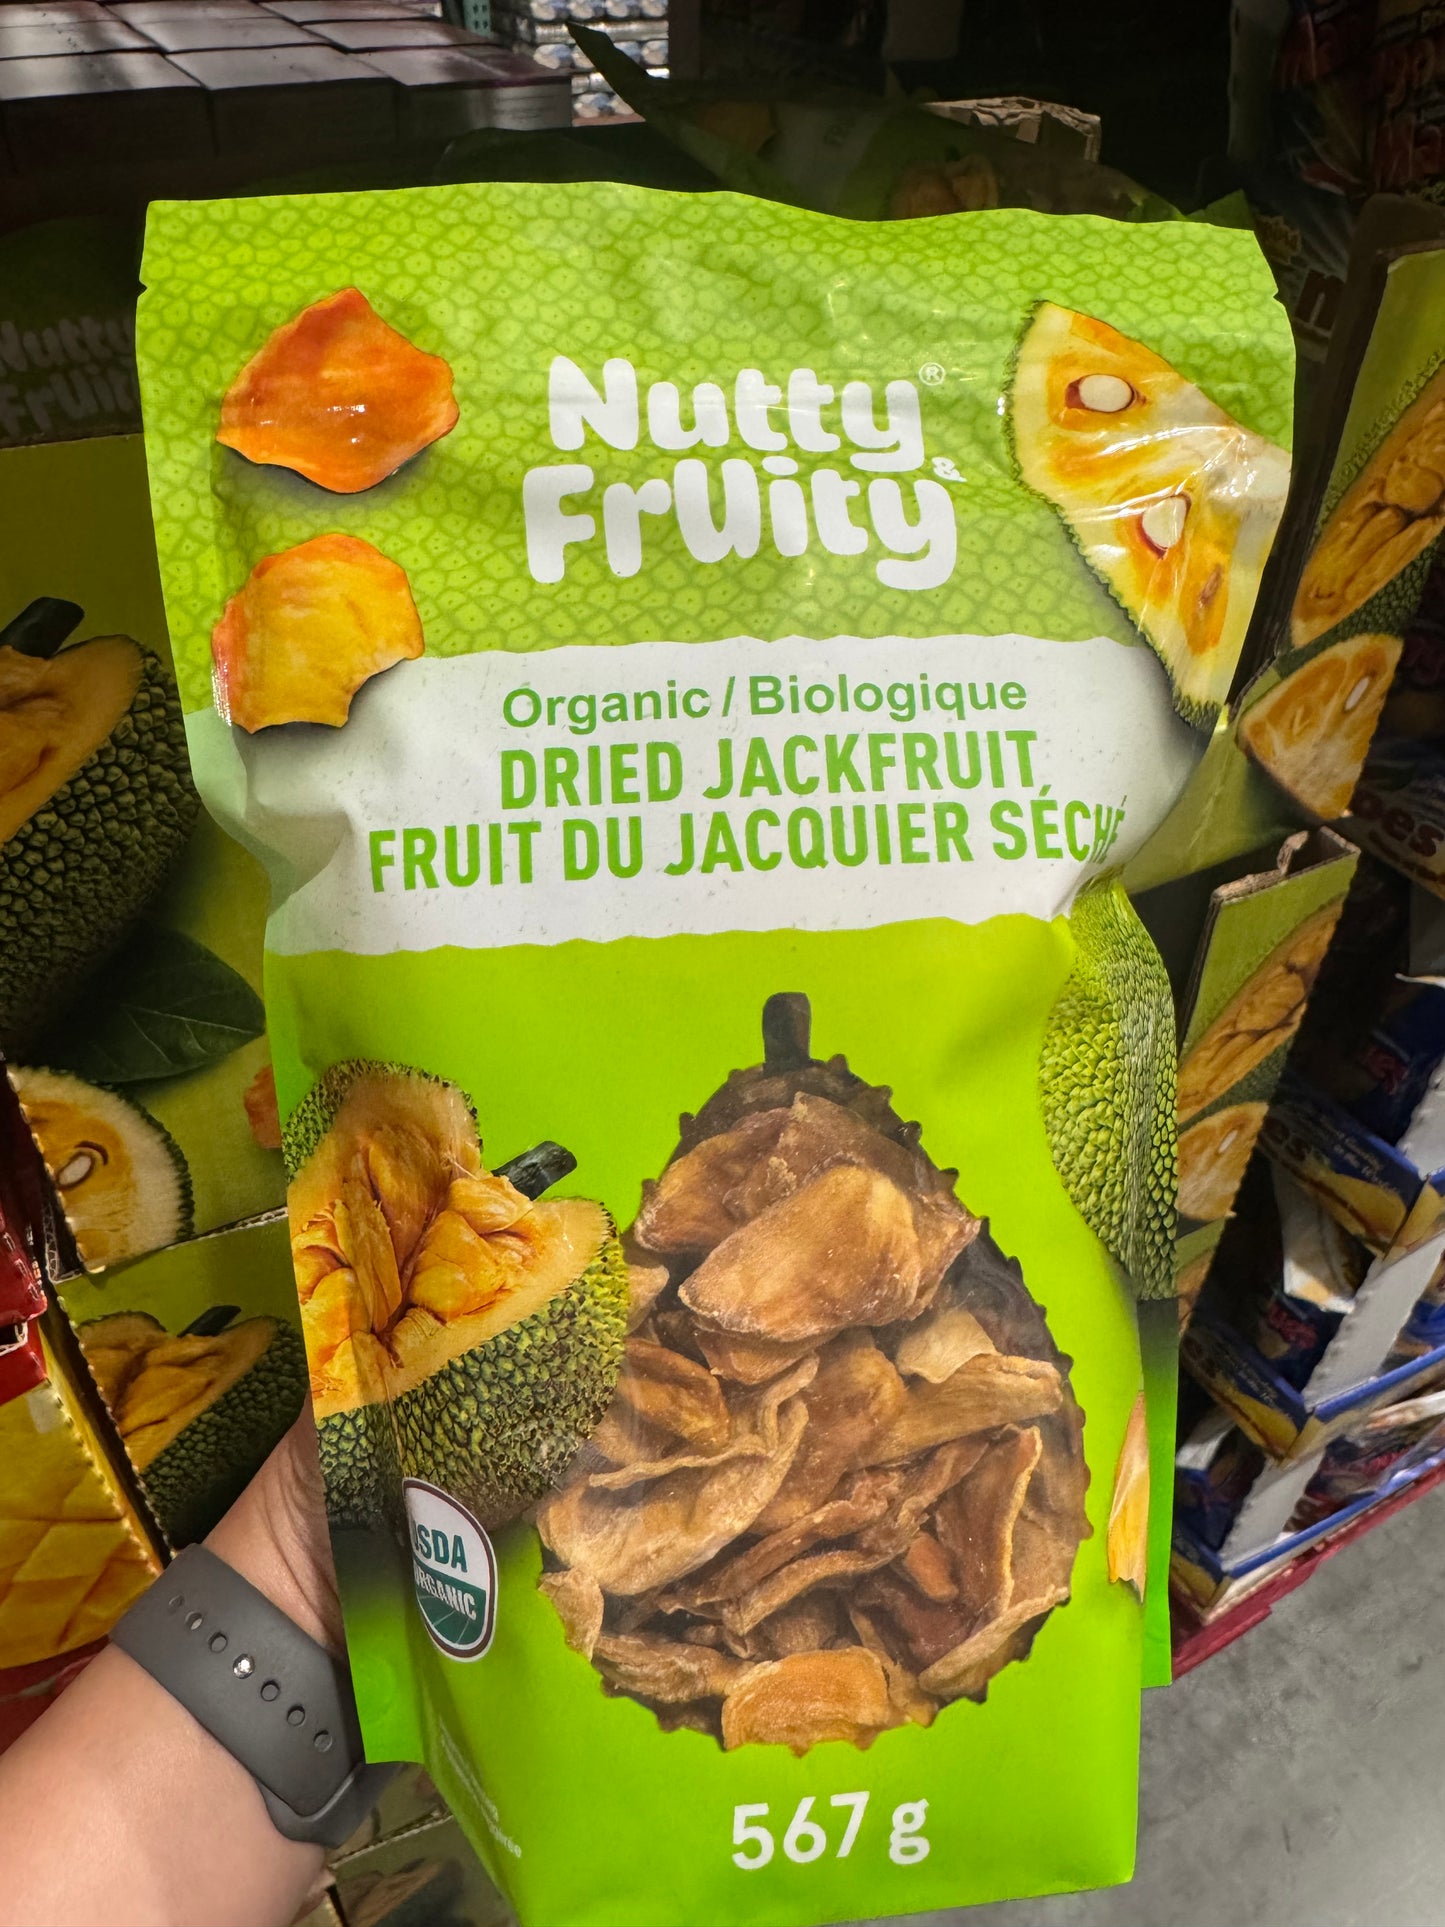 Nutty®
& Fruity
Organic / Biologique
DRIED JACKFRUIT
FRUIT DU JACQUIER SÉCHÉ
USDA
ORGANIC
567 g